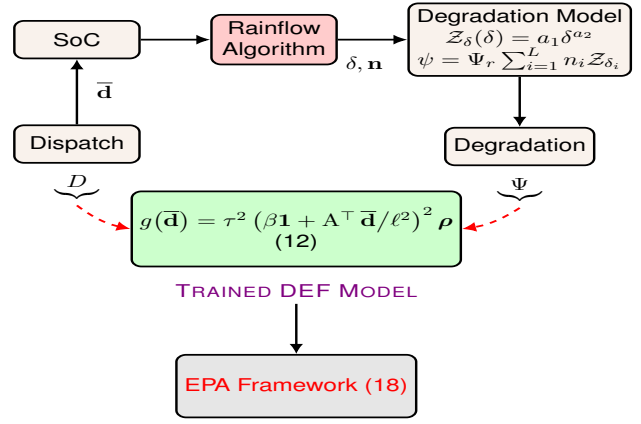 SoC
Rainflow
Algorithm
Degradation Model
𝒵_δ(δ) = a₁δ^{a₂}
ψ = Ψ_r ∑_{i=1}^{L} n_i 𝒵_{δ_i}
δ, n
d̅
Dispatch
Degradation
D
Ψ
g(d̅) = τ² (β1 + A^⊤ d̅/ℓ²)² ρ
(12)
TRAINED DEF MODEL
EPA Framework (18)